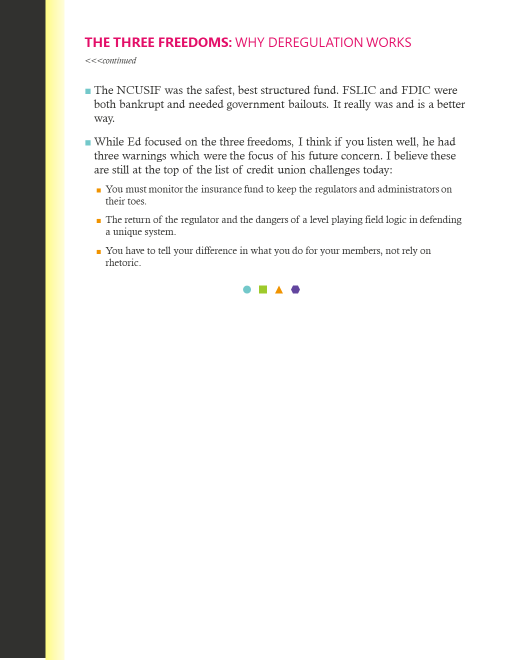 THE THREE FREEDOMS: WHY DEREGULATION WORKS
<<<continued
The NCUSIF was the safest, best structured fund. FSLIC and FDIC were
both bankrupt and needed government bailouts. It really was and is a better
way.
While Ed focused on the three freedoms, I think if you listen well, he had
three warnings which were the focus of his future concern. I believe these
are still at the top of the list of credit union challenges today:
You must monitor the insurance fund to keep the regulators and administrators on
their toes.
The return of the regulator and the dangers of a level playing field logic in defending
a unique system.
You have to tell your difference in what you do for your members, not rely on
rhetoric.